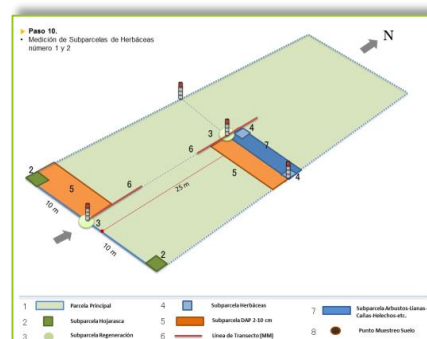 Paso 10.
• Medición de Subparcelas de Herbáceas
número 1 y 2
N
3
4
6
7
2
5
6
5
4
25 m
10 m
3
10 m
2
1 Parcela Principal
2 Subparcela Hojarasca
3 Subparcela Regeneración
4 Subparcela Herbáceas
5 Subparcela DAP 2-10 cm
6 Línea de Transecto (MM)
7 Subparcela Arbustos-Lianas-
Cañas-Helechos-etc.
8 Punto Muestreo Suelo